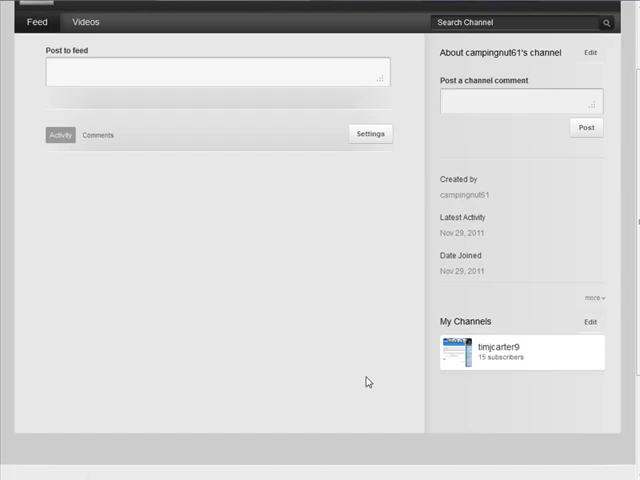 Feed Videos Search Channel
Post to feed
Activity Comments Settings
About campingnut61's channel Edit
Post a channel comment
Post
Created by
campingnut61
Latest Activity
Nov 29, 2011
Date Joined
Nov 29, 2011
more
My Channels Edit
timjcarter9
15 subscribers